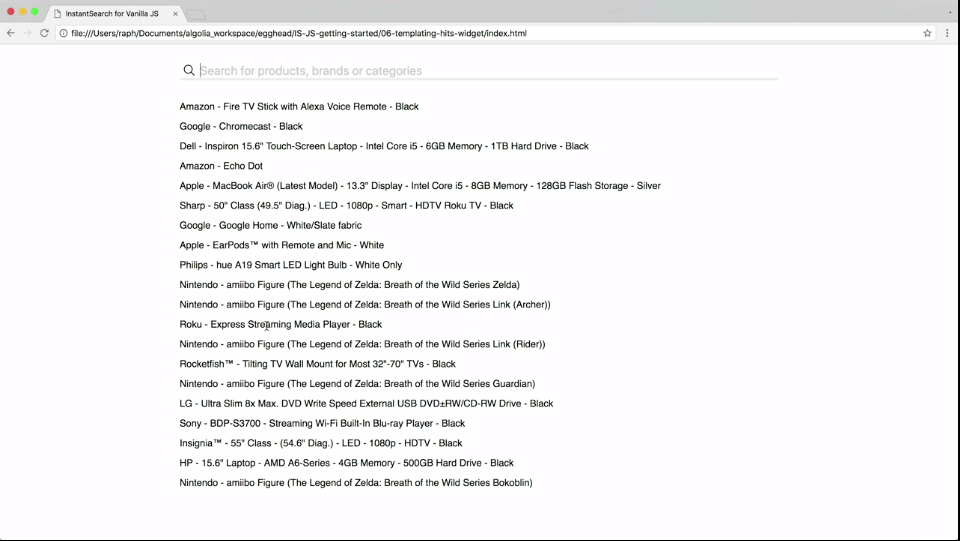 InstantSearch for Vanilla JS
file:///Users/raph/Documents/algolia_workspace/egghead/IS-JS-getting-started/06-templating-hits-widget/index.html
Search for products, brands or categories
Amazon - Fire TV Stick with Alexa Voice Remote - Black
Google - Chromecast - Black
Dell - Inspiron 15.6" Touch-Screen Laptop - Intel Core i5 - 6GB Memory - 1TB Hard Drive - Black
Amazon - Echo Dot
Apple - MacBook Air® (Latest Model) - 13.3" Display - Intel Core i5 - 8GB Memory - 128GB Flash Storage - Silver
Sharp - 50" Class (49.5" Diag.) - LED - 1080p - Smart - HDTV Roku TV - Black
Google - Google Home - White/Slate fabric
Apple - EarPods™ with Remote and Mic - White
Philips - hue A19 Smart LED Light Bulb - White Only
Nintendo - amiibo Figure (The Legend of Zelda: Breath of the Wild Series Zelda)
Nintendo - amiibo Figure (The Legend of Zelda: Breath of the Wild Series Link (Archer))
Roku - Express Streaming Media Player - Black
Nintendo - amiibo Figure (The Legend of Zelda: Breath of the Wild Series Link (Rider))
Rocketfish™ - Tilting TV Wall Mount for Most 32"-70" TVs - Black
Nintendo - amiibo Figure (The Legend of Zelda: Breath of the Wild Series Guardian)
LG - Ultra Slim 8x Max. DVD Write Speed External USB DVD±RW/CD-RW Drive - Black
Sony - BDP-S3700 - Streaming Wi-Fi Built-In Blu-ray Player - Black
Insignia™ - 55" Class - (54.6" Diag.) - LED - 1080p - HDTV - Black
HP - 15.6" Laptop - AMD A6-Series - 4GB Memory - 500GB Hard Drive - Black
Nintendo - amiibo Figure (The Legend of Zelda: Breath of the Wild Series Bokoblin)